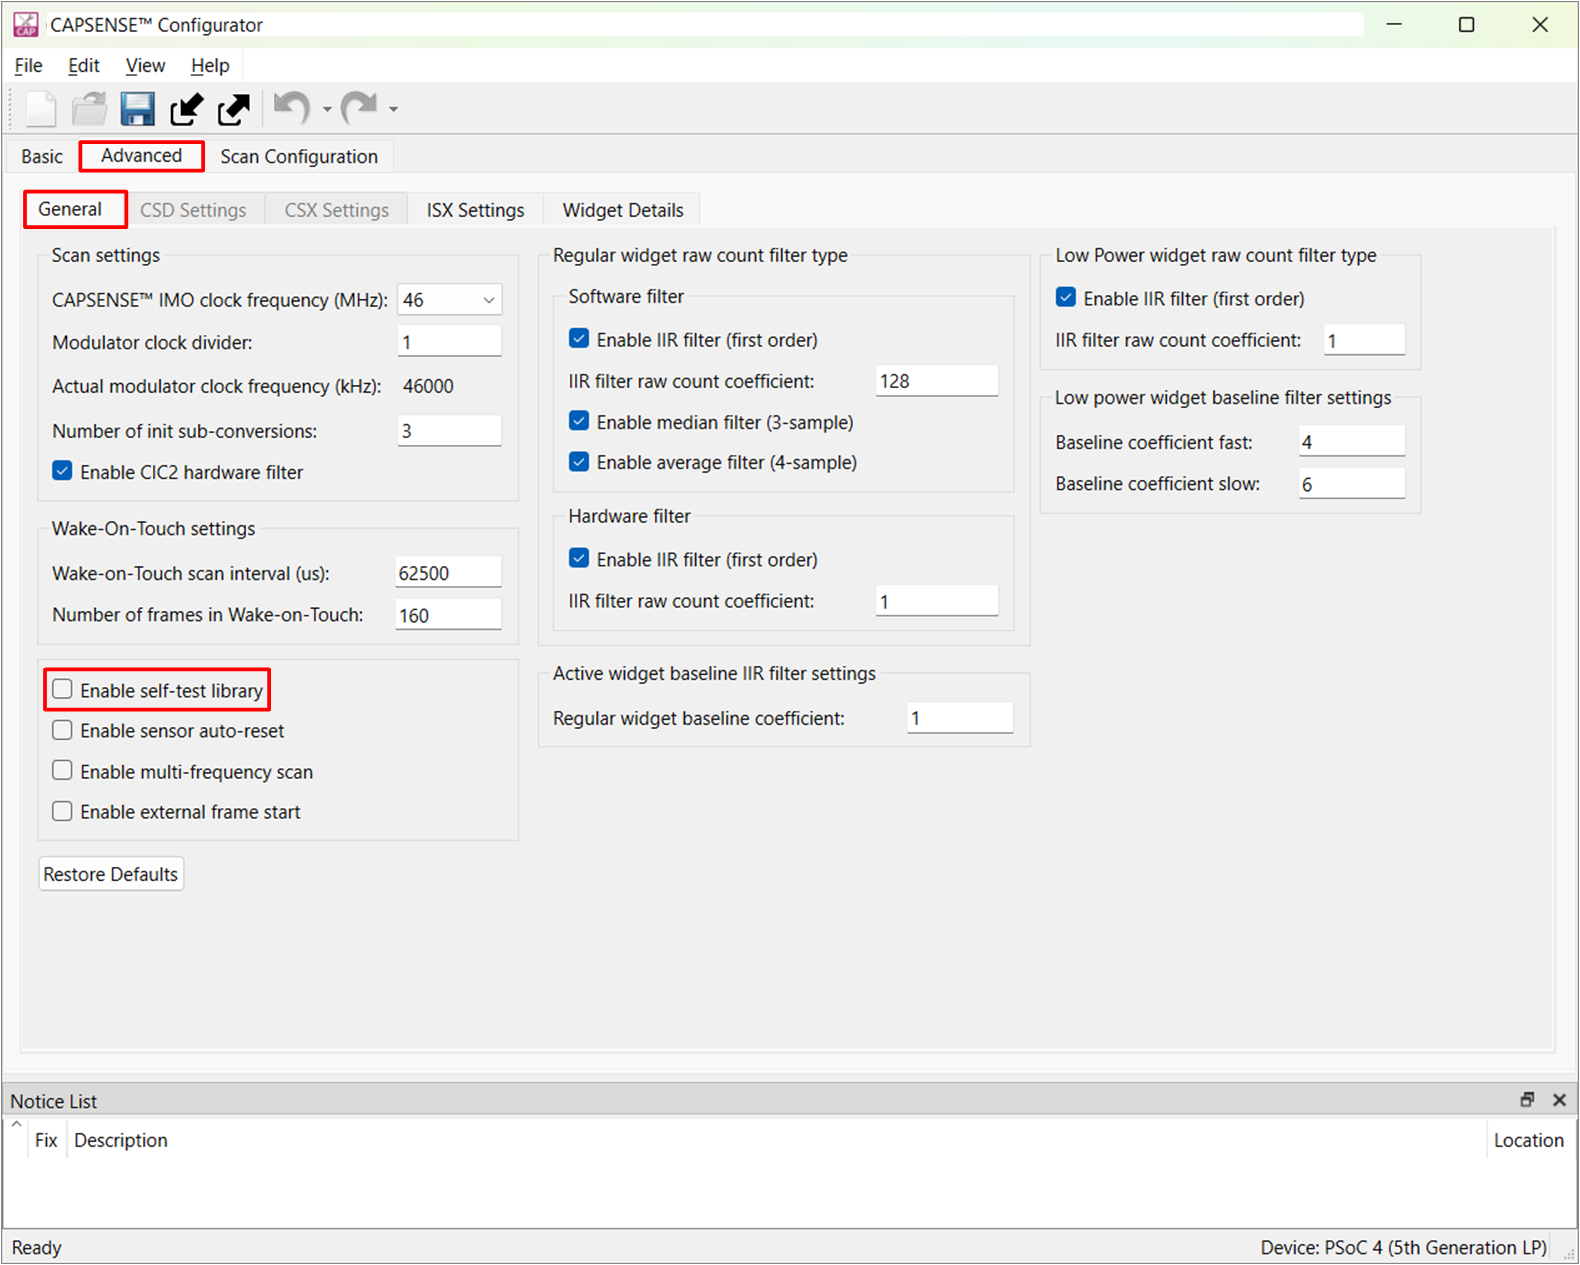 CAPSENSE™ Configurator
File Edit View Help
Basic Advanced Scan Configuration
General CSD Settings CSX Settings ISX Settings Widget Details
Scan settings
CAPSENSE™ IMO clock frequency (MHz): 46
Modulator clock divider: 1
Actual modulator clock frequency (kHz): 46000
Number of init sub-conversions: 3
Enable CIC2 hardware filter
Wake-On-Touch settings
Wake-on-Touch scan interval (us): 62500
Number of frames in Wake-on-Touch: 160
Enable self-test library
Enable sensor auto-reset
Enable multi-frequency scan
Enable external frame start
Restore Defaults
Regular widget raw count filter type
Software filter
Enable IIR filter (first order)
IIR filter raw count coefficient: 128
Enable median filter (3-sample)
Enable average filter (4-sample)
Hardware filter
Enable IIR filter (first order)
IIR filter raw count coefficient: 1
Active widget baseline IIR filter settings
Regular widget baseline coefficient: 1
Low Power widget raw count filter type
Enable IIR filter (first order)
IIR filter raw count coefficient: 1
Low power widget baseline filter settings
Baseline coefficient fast: 4
Baseline coefficient slow: 6
Notice List
Fix Description Location
Ready Device: PSoC 4 (5th Generation LP)